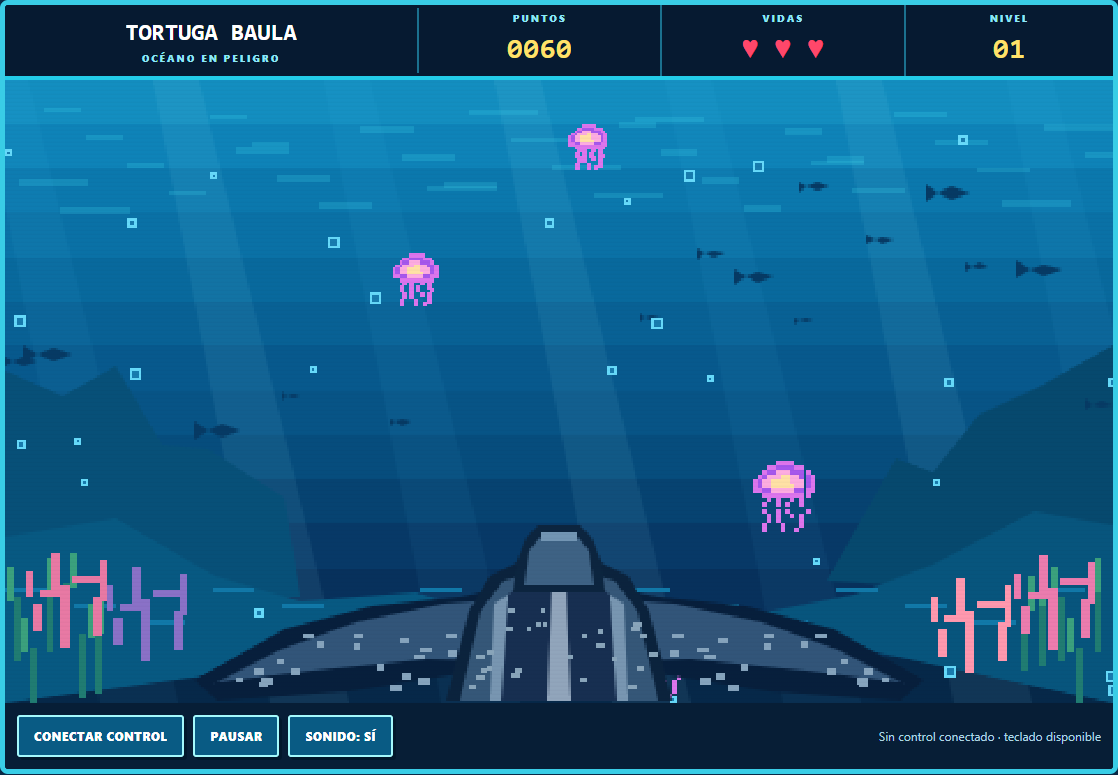 TORTUGA BAULA
OCÉANO EN PELIGRO
PUNTOS
0060
VIDAS
♥ ♥ ♥
NIVEL
01
CONECTAR CONTROL
PAUSAR
SONIDO: SÍ
Sin control conectado · teclado disponible